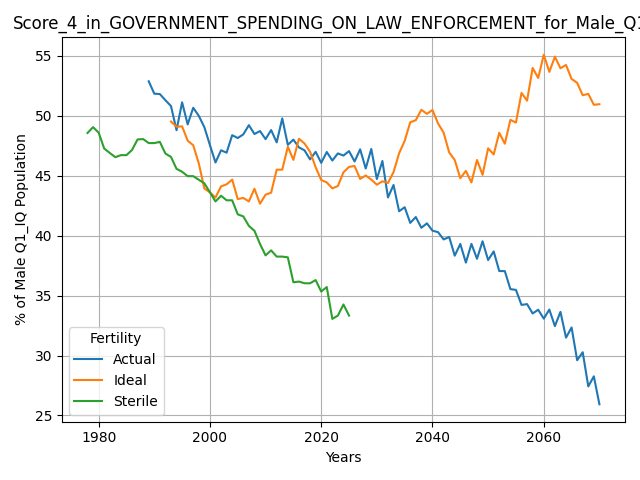 Score_4_in_GOVERNMENT_SPENDING_ON_LAW_ENFORCEMENT_for_Male_Q1
% of Male Q1_IQ Population
55
50
45
40
35
30
25
Fertility
Actual
Ideal
Sterile
1980 2000 2020 2040 2060
Years